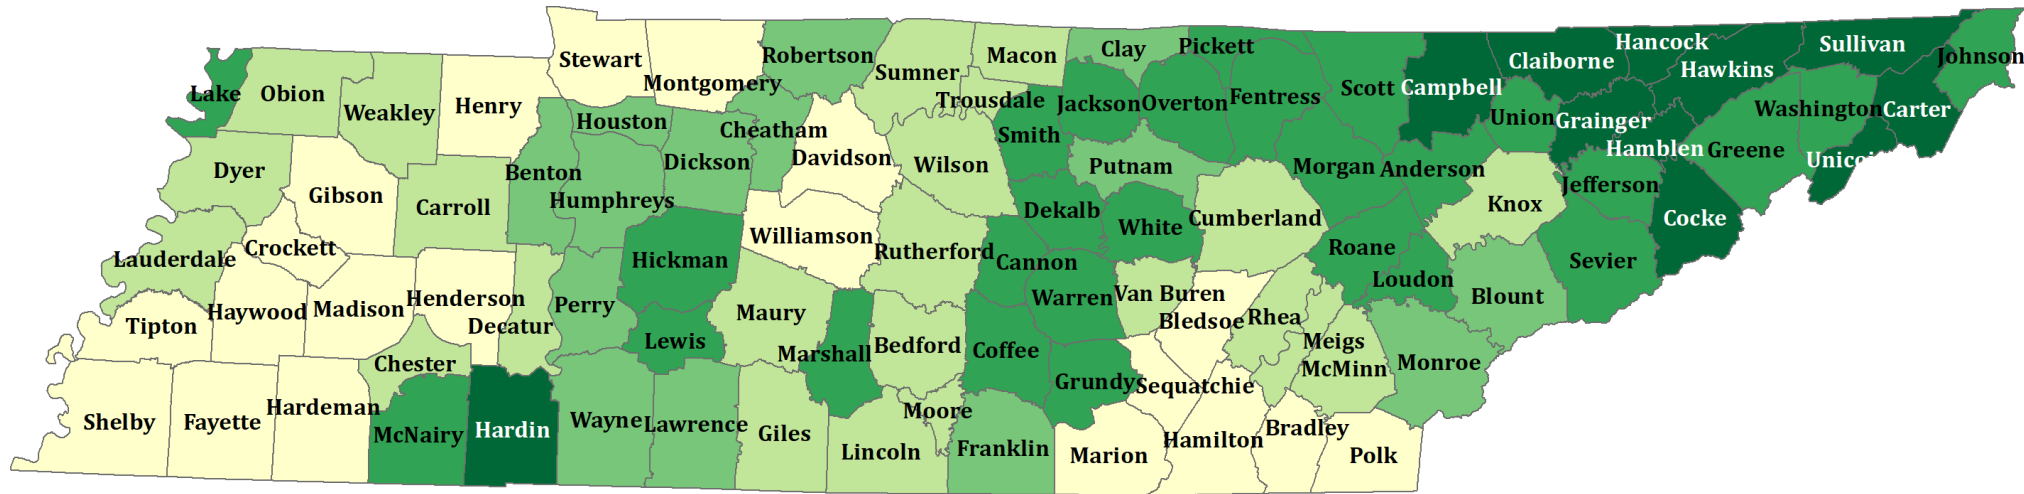 Stewart
Montgomery
Robertson
Sumner
Macon
Clay
Pickett
Scott
Campbell
Claiborne
Hancock
Hawkins
Sullivan
Johnson
Lake
Obion
Weakley
Henry
Houston
Cheatham
Trousdale
Jackson
Overton
Fentress
Union
Grainger
Washington
Carter
Dyer
Gibson
Carroll
Benton
Humphreys
Dickson
Davidson
Wilson
Smith
Putnam
Morgan
Anderson
Knox
Jefferson
Hamblen
Greene
Unicoi
Lauderdale
Crockett
Williamson
Rutherford
Dekalb
White
Cumberland
Roane
Loudon
Sevier
Cocke
Tipton
Haywood
Madison
Henderson
Decatur
Perry
Hickman
Lewis
Maury
Marshall
Bedford
Cannon
Warren
Van Buren
Bledsoe
Rhea
Meigs
McMinn
Blount
Monroe
Coffee
Grundy
Sequatchie
Shelby
Fayette
Hardeman
Chester
McNairy
Hardin
Wayne
Lawrence
Giles
Lincoln
Moore
Franklin
Marion
Hamilton
Bradley
Polk